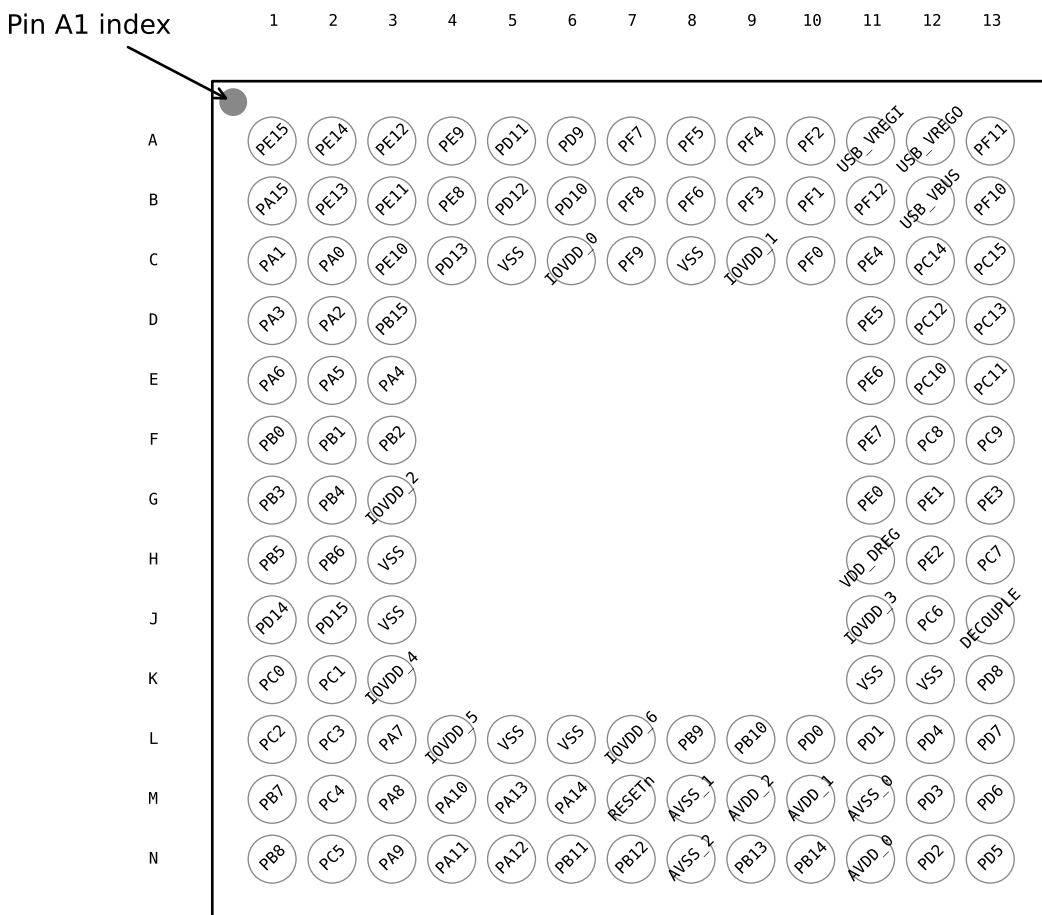 Pin A1 index
1 2 3 4 5 6 7 8 9 10 11 12 13
A PE15 PE14 PE12 PE9 PD11 PD9 PF7 PF5 PF4 PF2 USB_VREGI USB_VREGO PF11
B PA15 PE13 PE11 PE8 PD12 PD10 PF8 PF6 PF3 PF1 PF12 USB_VBUS PF10
C PA1 PA0 PE10 PD13 VSS IOVDD_0 PF9 VSS IOVDD_1 PF0 PE4 PC14 PC15
D PA3 PA2 PB15 PE5 PC12 PC13
E PA6 PA5 PA4 PE6 PC10 PC11
F PB0 PB1 PB2 PE7 PC8 PC9
G PB3 PB4 IOVDD_2 PE0 PE1 PE3
H PB5 PB6 VSS VDD_DREG PE2 PC7
J PD14 PD15 VSS IOVDD_3 PC6 DECOUPLE
K PC0 PC1 IOVDD_4 VSS VSS PD8
L PC2 PC3 PA7 IOVDD_5 VSS VSS IOVDD_6 PB9 PB10 PD0 PD1 PD4 PD7
M PB7 PC4 PA8 PA10 PA13 PA14 RESETn AVSS_1 AVDD_2 AVDD_1 AVSS_0 PD3 PD6
N PB8 PC5 PA9 PA11 PA12 PB11 PB12 AVSS_2 PB13 PB14 AVDD_0 PD2 PD5